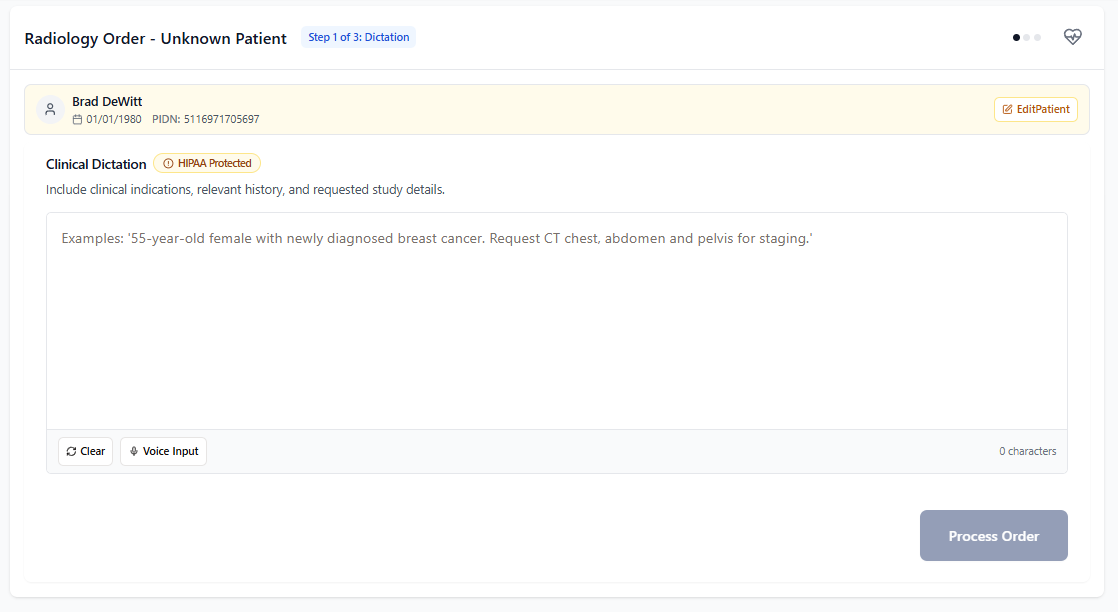 Radiology Order - Unknown Patient Step 1 of 3: Dictation
Brad DeWitt
01/01/1980 PIDN: 5116971705697
EditPatient
Clinical Dictation HIPAA Protected
Include clinical indications, relevant history, and requested study details.
Examples: '55-year-old female with newly diagnosed breast cancer. Request CT chest, abdomen and pelvis for staging.'
Clear Voice Input 0 characters
Process Order